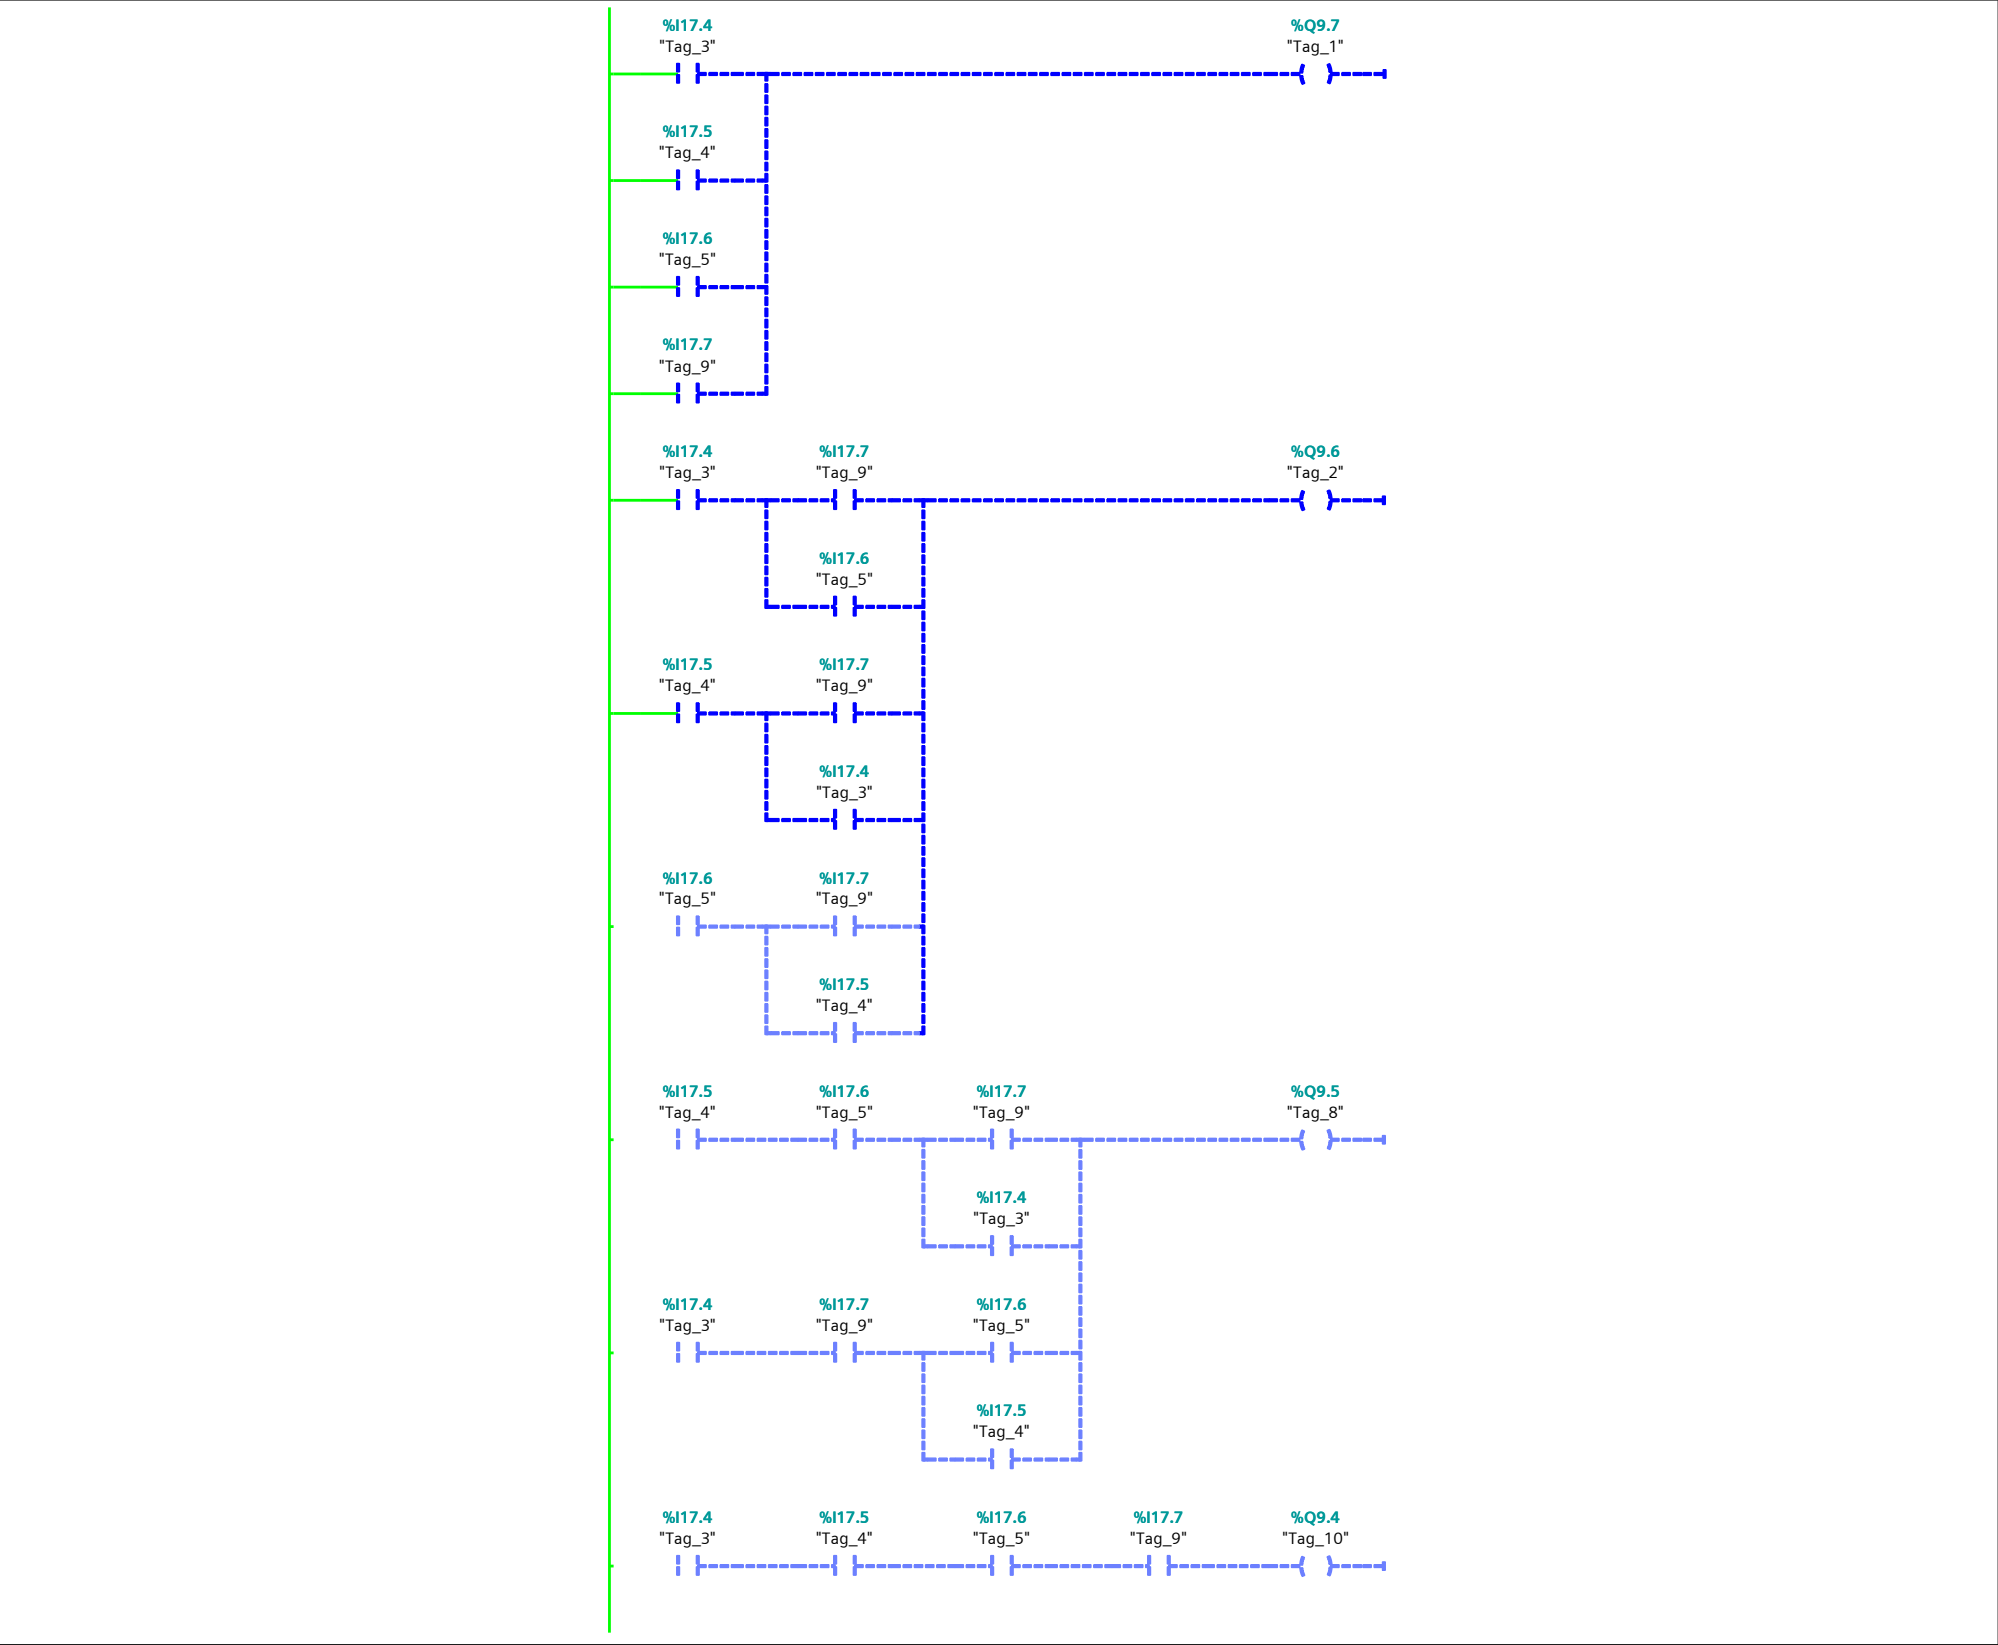 %I17.4 %Q9.7
"Tag_3" "Tag_1"
%I17.5
"Tag_4"
%I17.6
"Tag_5"
%I17.7
"Tag_9"
%I17.4 %I17.7 %Q9.6
"Tag_3" "Tag_9" "Tag_2"
%I17.6
"Tag_5"
%I17.5 %I17.7
"Tag_4" "Tag_9"
%I17.4
"Tag_3"
%I17.6 %I17.7
"Tag_5" "Tag_9"
%I17.5
"Tag_4"
%I17.5 %I17.6 %I17.7 %Q9.5
"Tag_4" "Tag_5" "Tag_9" "Tag_8"
%I17.4
"Tag_3"
%I17.4 %I17.7 %I17.6
"Tag_3" "Tag_9" "Tag_5"
%I17.5
"Tag_4"
%I17.4 %I17.5 %I17.6 %I17.7 %Q9.4
"Tag_3" "Tag_4" "Tag_5" "Tag_9" "Tag_10"